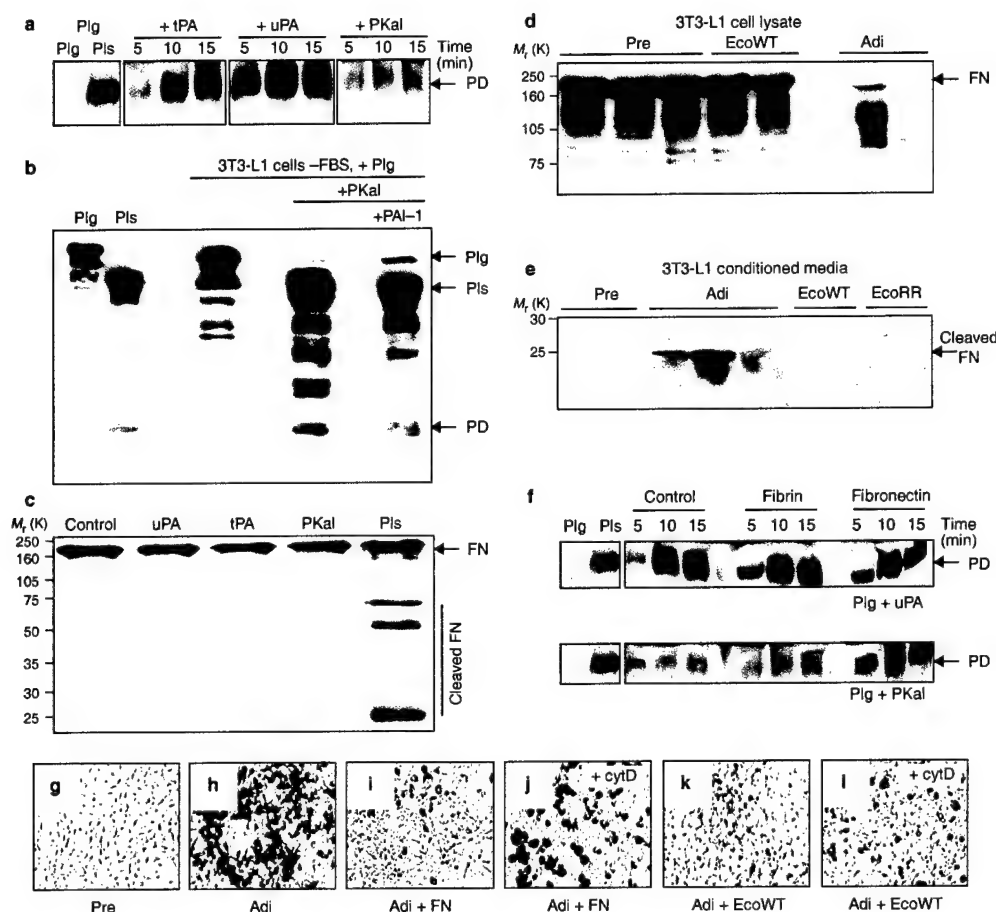 a
Plg + tPA + uPA + PKal
Plg Pls 5 10 15 5 10 15 5 10 15 Time (min)
PD
b
3T3-L1 cells –FBS, + Plg
+PKal
Plg Pls +PAI–1
Plg
Pls
PD
c
Mr (K) Control uPA tPA PKal Pls
250
160
105
75
50
35
30
25
FN
Cleaved FN
d
3T3-L1 cell lysate
Mr (K) Pre EcoWT Adi
250
160
105
75
FN
e
3T3-L1 conditioned media
Mr (K) Pre Adi EcoWT EcoRR
30
25
Cleaved FN
f
Control Fibrin Fibronectin
Plg Pls 5 10 15 5 10 15 5 10 15 Time (min)
PD
Plg + uPA
PD
Plg + PKal
g h i j + cytD k l + cytD
Pre Adi Adi + FN Adi + FN Adi + EcoWT Adi + EcoWT